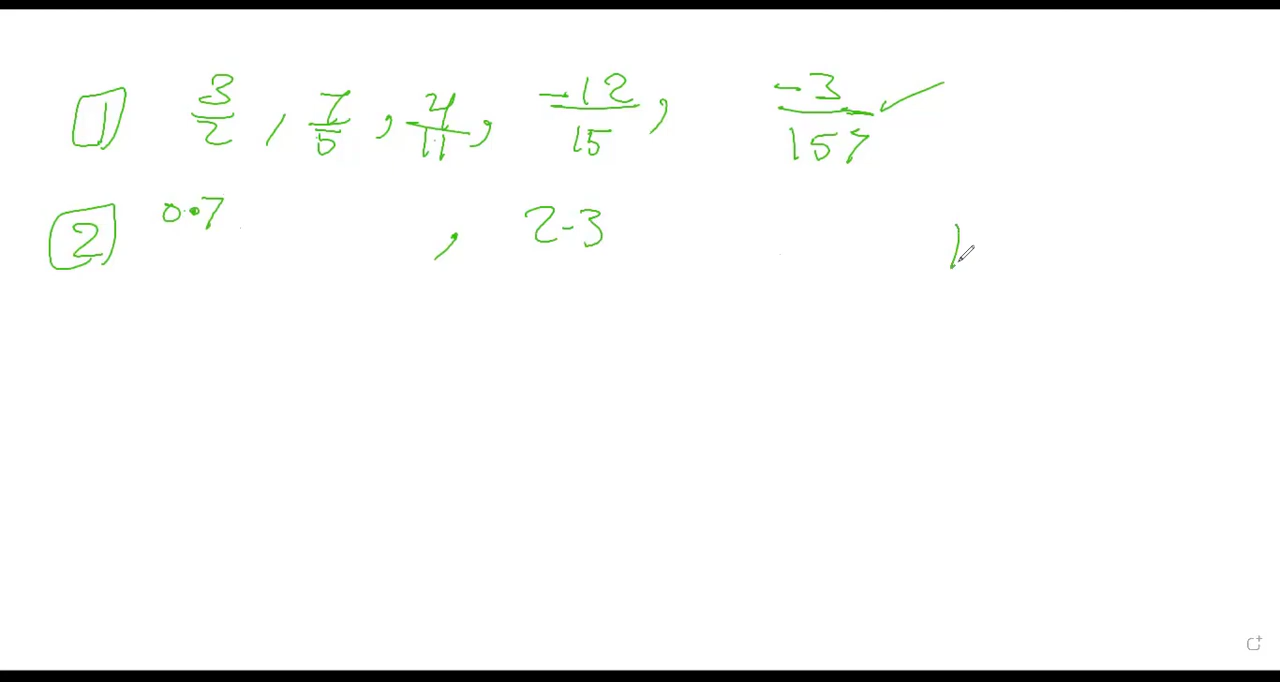 1 3/2, 7/5, 4/11, -12/15, -3/157 ✓
2 0.7 , 2.3